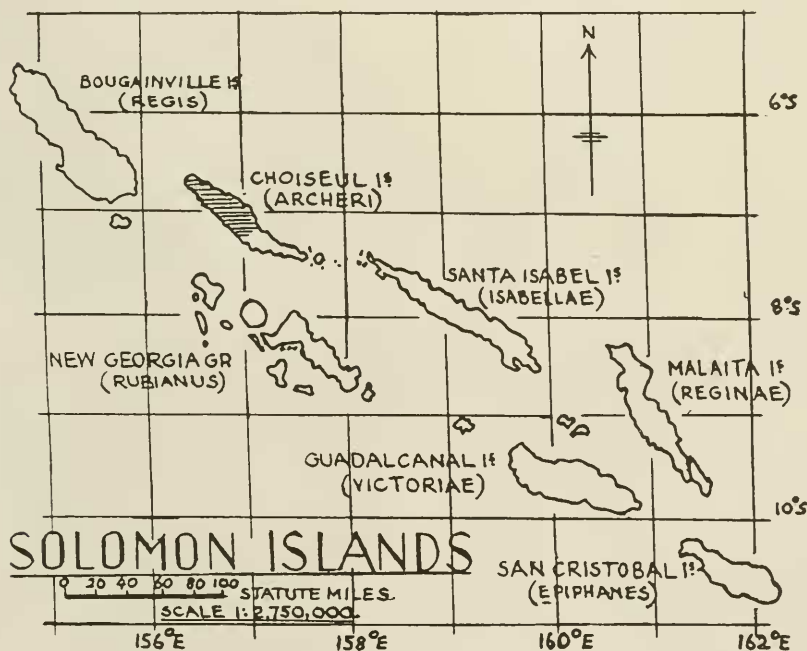 N
BOUGAINVILLE Is
(REGIS)
6°S
CHOISEUL Is
(ARCHERI)
SANTA ISABEL Is
(ISABELLAE)
8°S
NEW GEORGIA GR
(RUBIANUS)
MALAITA Is
(REGINAE)
GUADALCANAL Is
(VICTORIAE)
10°S
SOLOMON ISLANDS
SAN CRISTOBAL Is
(EPIPHANES)
0 20 40 60 80 100 STATUTE MILES
SCALE 1:2,750,000
156°E 158°E 160°E 162°E